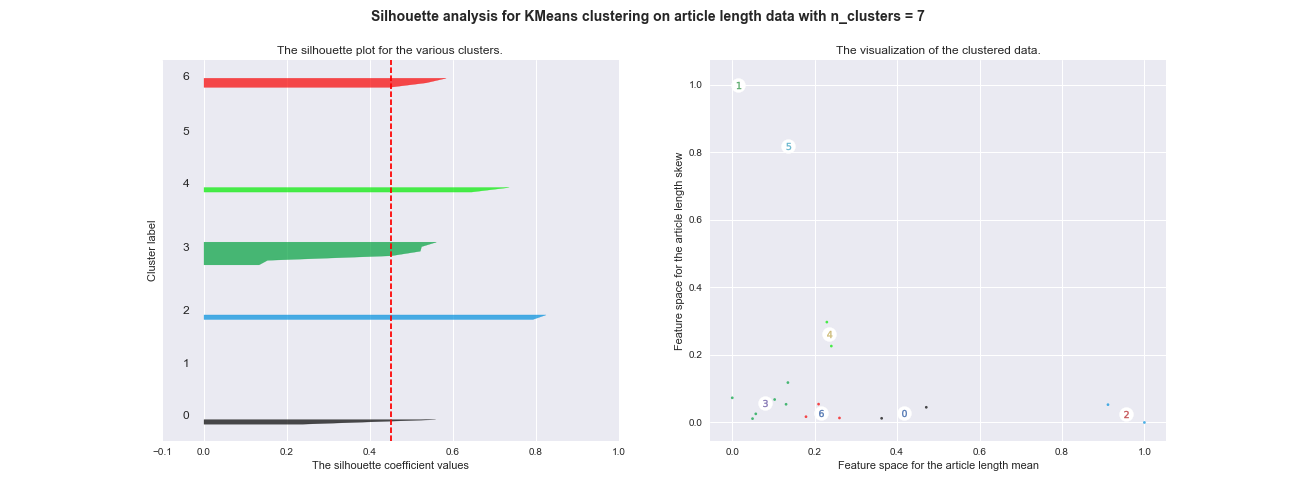 Silhouette analysis for KMeans clustering on article length data with n_clusters = 7
The silhouette plot for the various clusters.
6
5
4
3
2
1
0
Cluster label
−0.1 0.0 0.2 0.4 0.6 0.8 1.0
The silhouette coefficient values
The visualization of the clustered data.
1.0
0.8
0.6
0.4
0.2
0.0
Feature space for the article length skew
1
5
4
3 6 0 2
0.0 0.2 0.4 0.6 0.8 1.0
Feature space for the article length mean